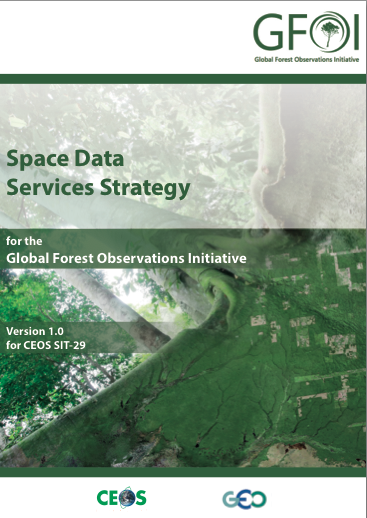 GFOI
Global Forest Observations Initiative
Space Data
Services Strategy
for the
Global Forest Observations Initiative
Version 1.0
for CEOS SIT-29
CEOS
GEO